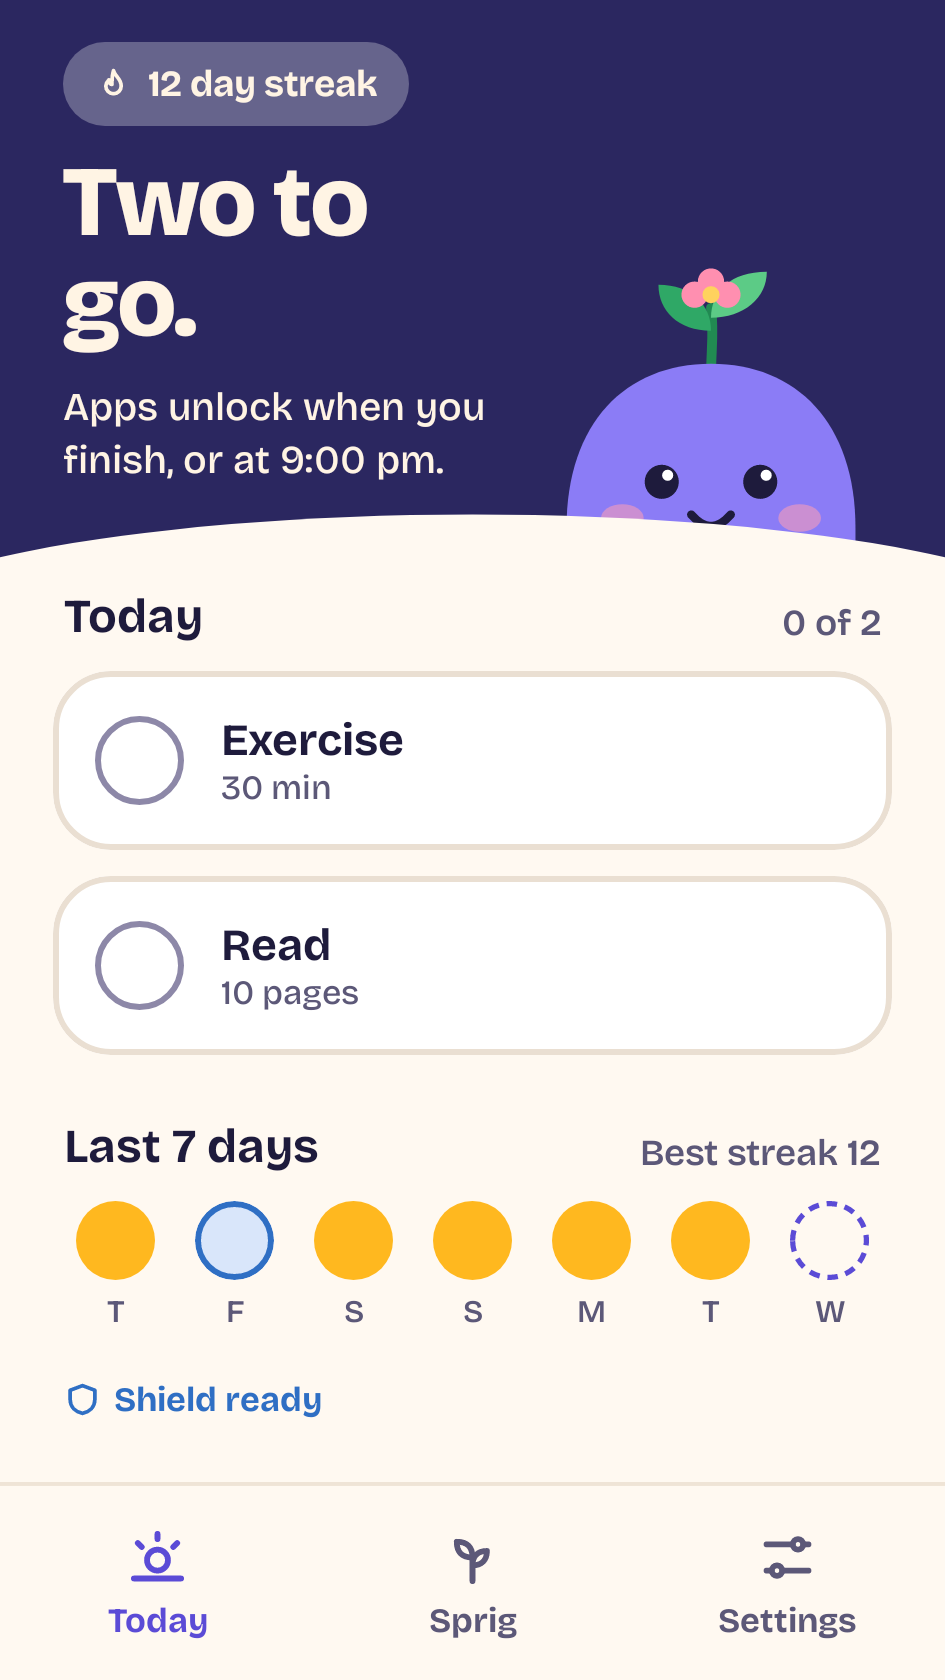 12 day streak
Two to
go.
Apps unlock when you
finish, or at 9:00 pm.
Today
0 of 2
Exercise
30 min
Read
10 pages
Last 7 days
Best streak 12
T F S S M T W
Shield ready
Today
Sprig
Settings